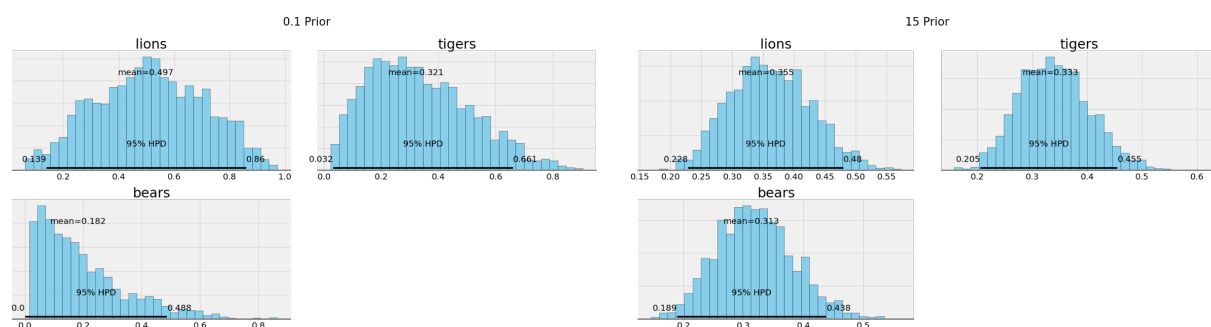 0.1 Prior
lions
mean=0.497
95% HPD
0.139 0.86
0.2 0.4 0.6 0.8 1.0
tigers
mean=0.321
95% HPD
0.032 0.661
0.0 0.2 0.4 0.6 0.8
bears
mean=0.182
95% HPD
0.0 0.488
0.0 0.2 0.4 0.6 0.8
15 Prior
lions
mean=0.355
95% HPD
0.228 0.48
0.15 0.20 0.25 0.30 0.35 0.40 0.45 0.50 0.55
tigers
mean=0.333
95% HPD
0.205 0.455
0.2 0.3 0.4 0.5 0.6
bears
mean=0.313
95% HPD
0.189 0.438
0.2 0.3 0.4 0.5